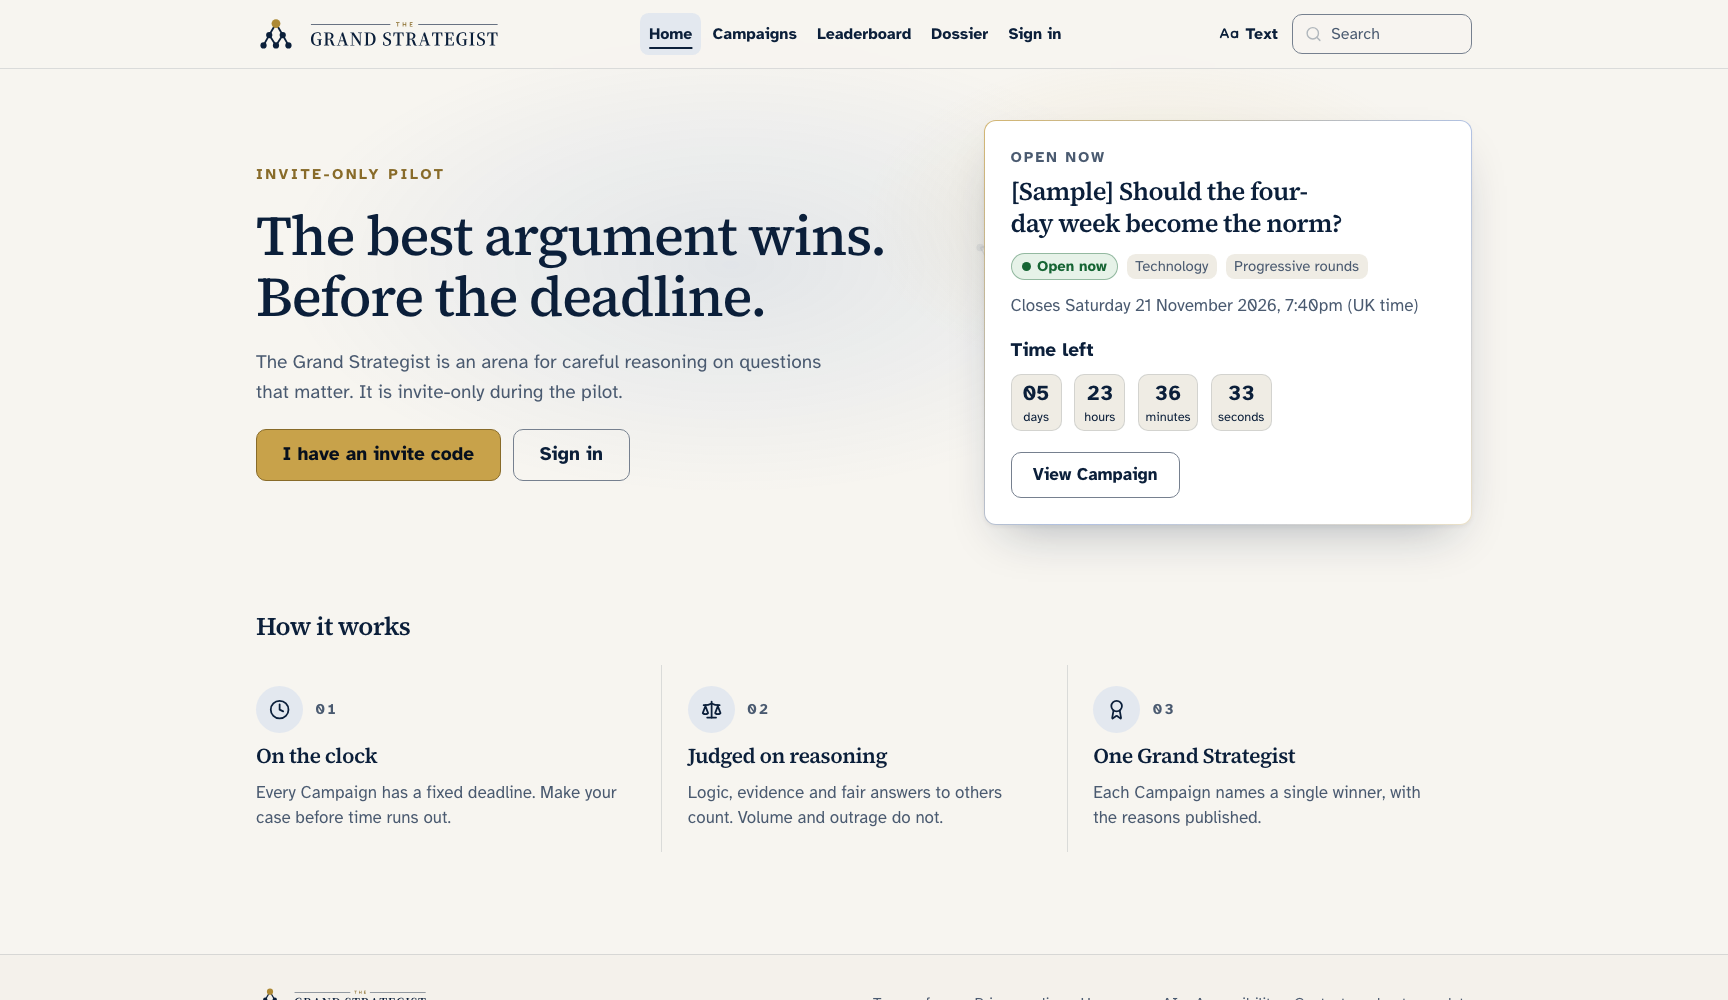 THE
GRAND STRATEGIST
Home Campaigns Leaderboard Dossier Sign in
Aa Text
Search
INVITE-ONLY PILOT
The best argument wins.
Before the deadline.
The Grand Strategist is an arena for careful reasoning on questions
that matter. It is invite-only during the pilot.
I have an invite code
Sign in
OPEN NOW
[Sample] Should the four-
day week become the norm?
Open now Technology Progressive rounds
Closes Saturday 21 November 2026, 7:40pm (UK time)
Time left
05 23 36 33
days hours minutes seconds
View Campaign
How it works
01
On the clock
Every Campaign has a fixed deadline. Make your
case before time runs out.
02
Judged on reasoning
Logic, evidence and fair answers to others
count. Volume and outrage do not.
03
One Grand Strategist
Each Campaign names a single winner, with
the reasons published.
THE
GRAND STRATEGIST